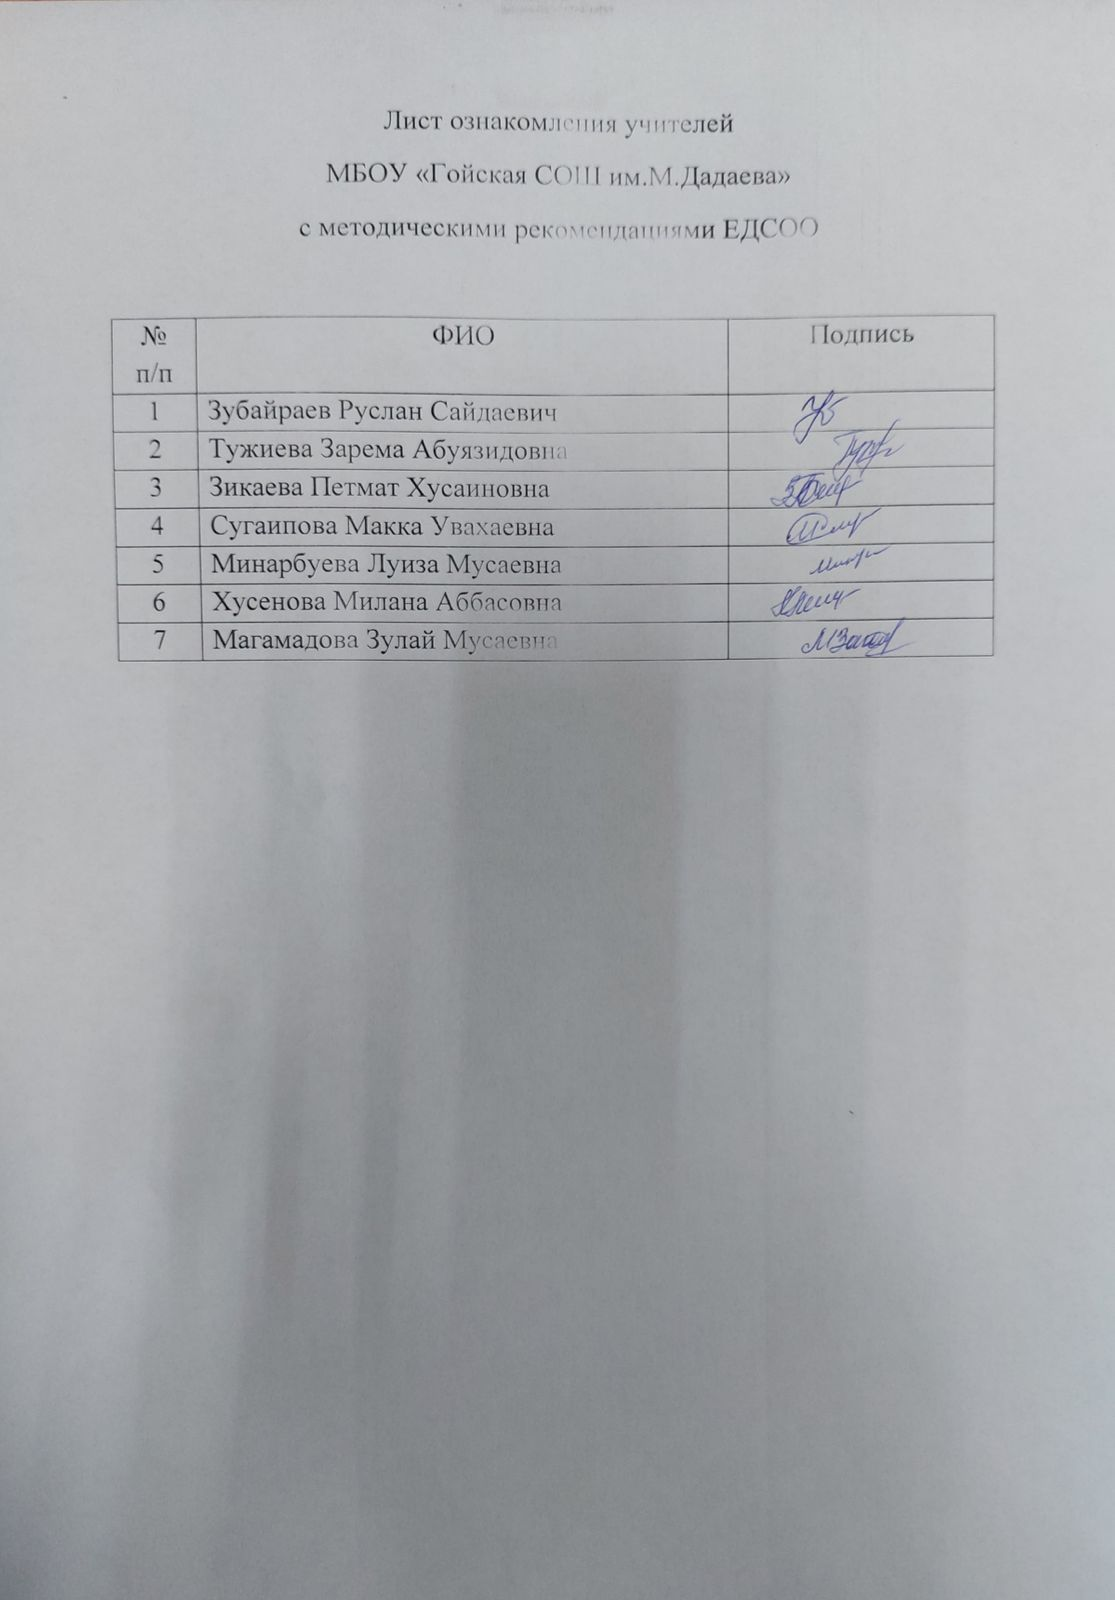 Лист ознакомления учителей
МБОУ «Гойская СОШ им.М.Дадаева»
с методическими рекомендациями ЕДСОО
№ п/п ФИО Подпись
1 Зубайраев Руслан Сайдаевич
2 Тужиева Зарема Абуязидовна
3 Зикаева Петмат Хусаиновна
4 Сугаипова Макка Увахаевна
5 Минарбуева Луиза Мусаевна
6 Хусенова Милана Аббасовна
7 Магамадова Зулай Мусаевна